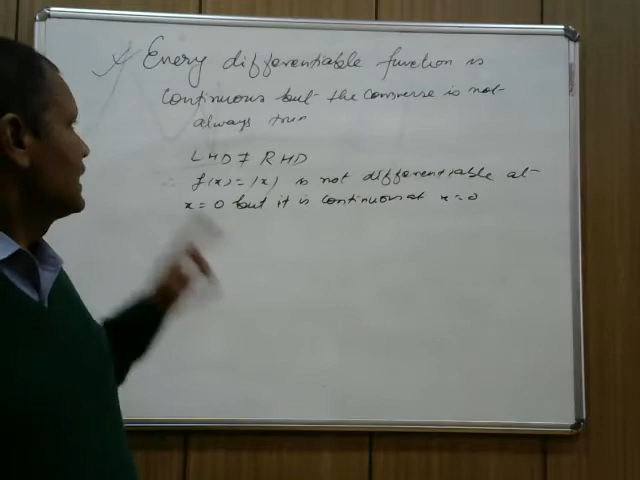 Every differentiable function is
continuous but the converse is not
always true
LHD ≠ RHD
∴ f(x) = |x| is not differentiable at
x = 0 but it is continuous at x = 0